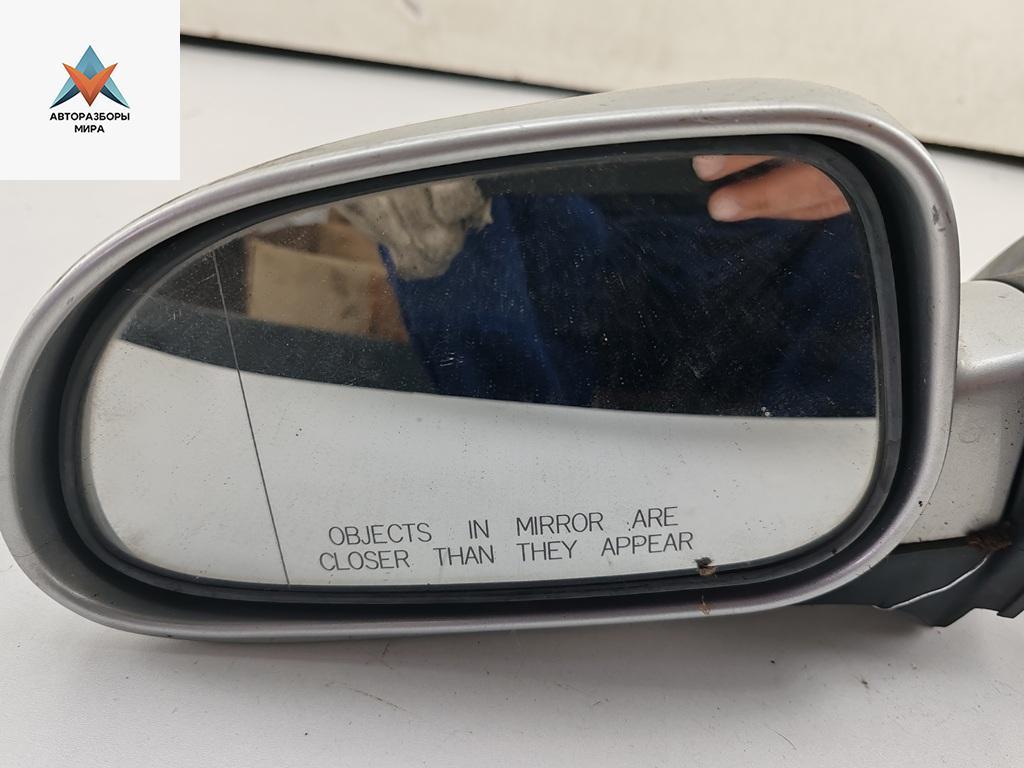 АВТОРАЗБОРЫ
МИРА
OBJECTS IN MIRROR ARE
CLOSER THAN THEY APPEAR